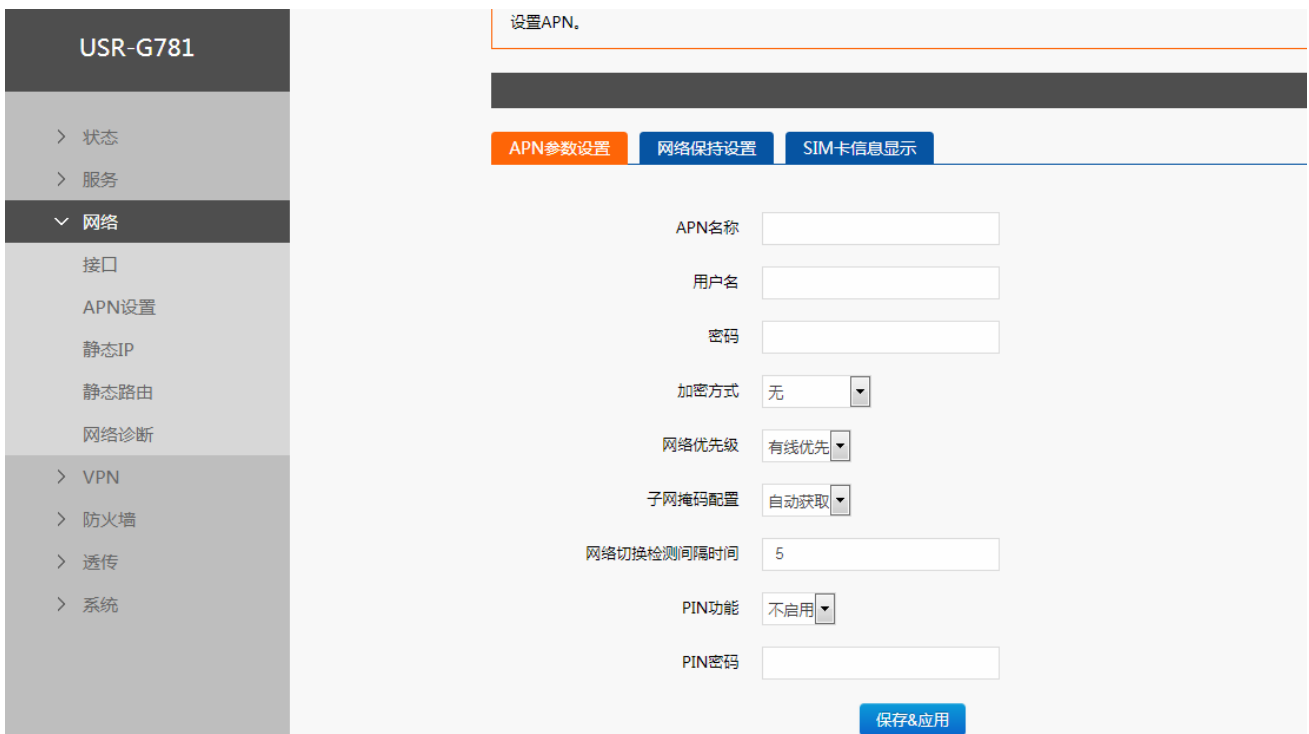 设置APN。
USR-G781
状态
服务
网络
接口
APN设置
静态IP
静态路由
网络诊断
VPN
防火墙
透传
系统
APN参数设置 网络保持设置 SIM卡信息显示
APN名称
用户名
密码
加密方式 无
网络优先级 有线优先
子网掩码配置 自动获取
网络切换检测间隔时间 5
PIN功能 不启用
PIN密码
保存&应用